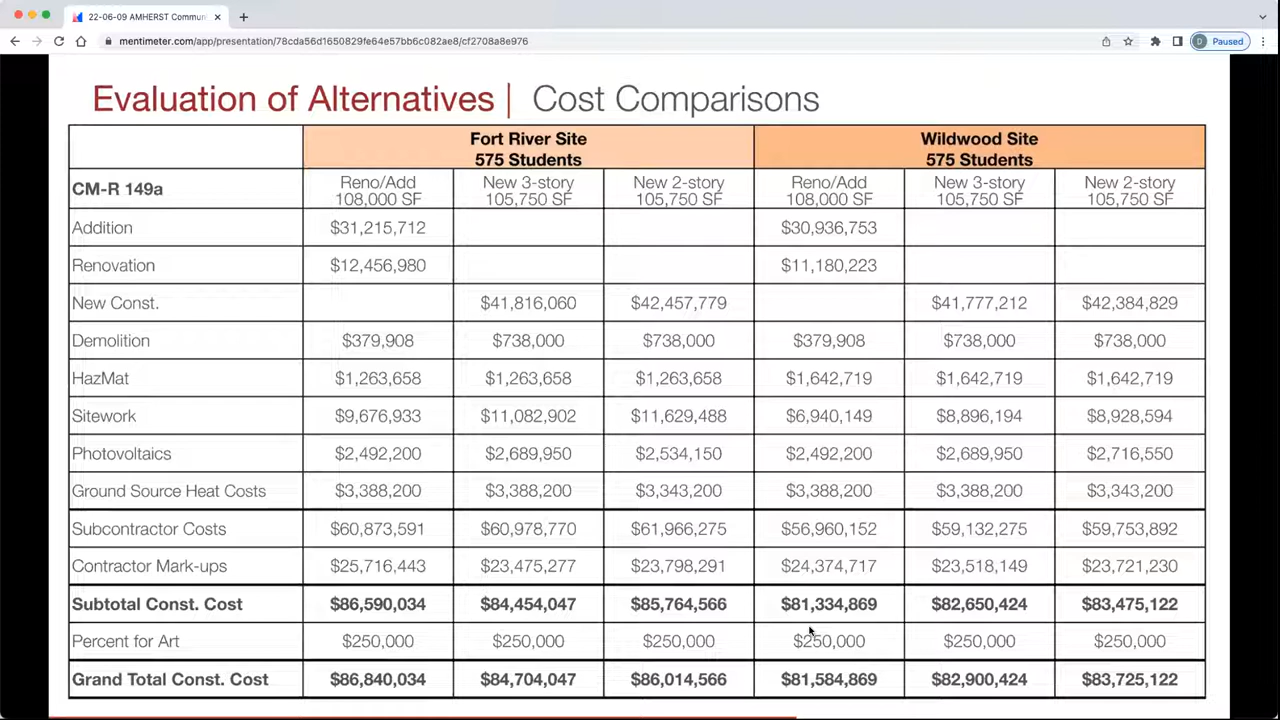 22-06-09 AMHERST Commun
mentimeter.com/app/presentation/78cda56d1650829fe64e57bb6c082ae8/cf2708a8e976
D Paused
Evaluation of Alternatives | Cost Comparisons
Fort River Site Wildwood Site
575 Students 575 Students
CM-R 149a Reno/Add New 3-story New 2-story Reno/Add New 3-story New 2-story
108,000 SF 105,750 SF 105,750 SF 108,000 SF 105,750 SF 105,750 SF
Addition $31,215,712 $30,936,753
Renovation $12,456,980 $11,180,223
New Const. $41,816,060 $42,457,779 $41,777,212 $42,384,829
Demolition $379,908 $738,000 $738,000 $379,908 $738,000 $738,000
HazMat $1,263,658 $1,263,658 $1,263,658 $1,642,719 $1,642,719 $1,642,719
Sitework $9,676,933 $11,082,902 $11,629,488 $6,940,149 $8,896,194 $8,928,594
Photovoltaics $2,492,200 $2,689,950 $2,534,150 $2,492,200 $2,689,950 $2,716,550
Ground Source Heat Costs $3,388,200 $3,388,200 $3,343,200 $3,388,200 $3,388,200 $3,343,200
Subcontractor Costs $60,873,591 $60,978,770 $61,966,275 $56,960,152 $59,132,275 $59,753,892
Contractor Mark-ups $25,716,443 $23,475,277 $23,798,291 $24,374,717 $23,518,149 $23,721,230
Subtotal Const. Cost $86,590,034 $84,454,047 $85,764,566 $81,334,869 $82,650,424 $83,475,122
Percent for Art $250,000 $250,000 $250,000 $250,000 $250,000 $250,000
Grand Total Const. Cost $86,840,034 $84,704,047 $86,014,566 $81,584,869 $82,900,424 $83,725,122